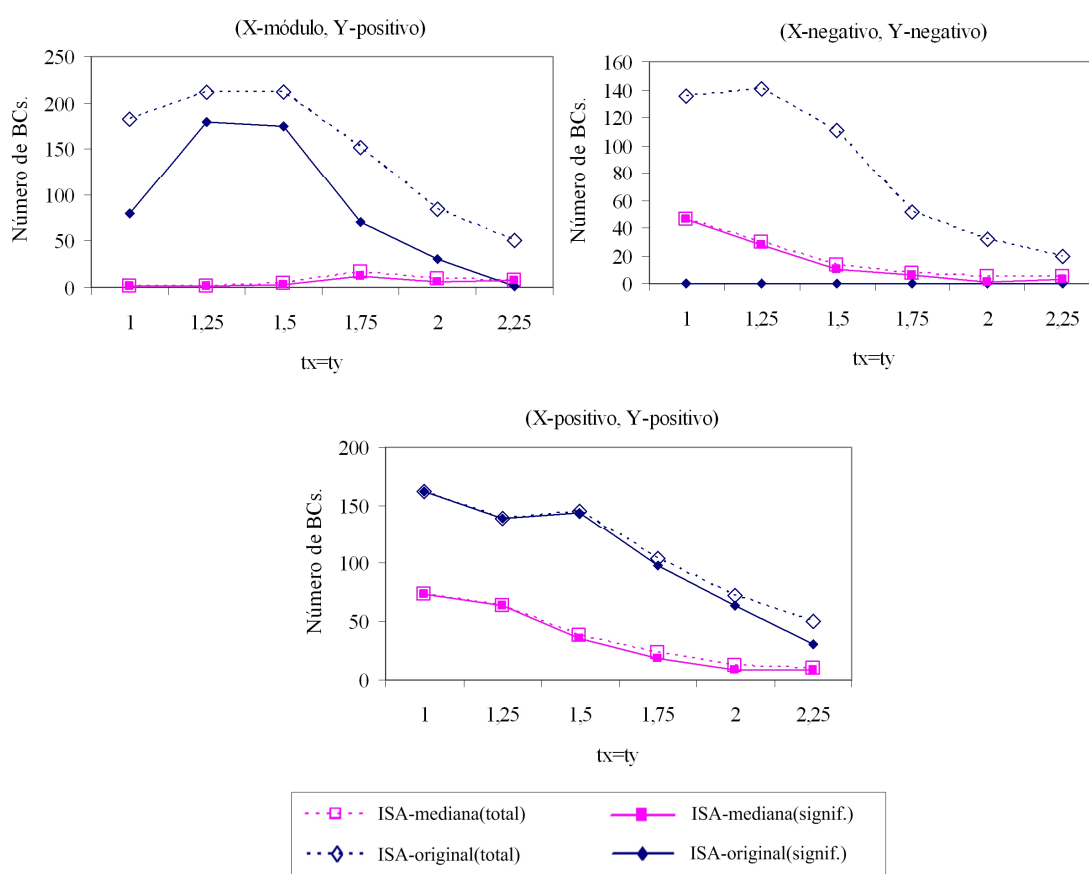 (X-módulo, Y-positivo)
250
200
150
100
50
0
Número de BCs.
1 1,25 1,5 1,75 2 2,25
tx=ty
(X-negativo, Y-negativo)
160
140
120
100
80
60
40
20
0
Número de BCs.
1 1,25 1,5 1,75 2 2,25
tx=ty
(X-positivo, Y-positivo)
200
150
100
50
0
Número de BCs.
1 1,25 1,5 1,75 2 2,25
tx=ty
ISA-mediana(total) ISA-mediana(signif.)
ISA-original(total) ISA-original(signif.)